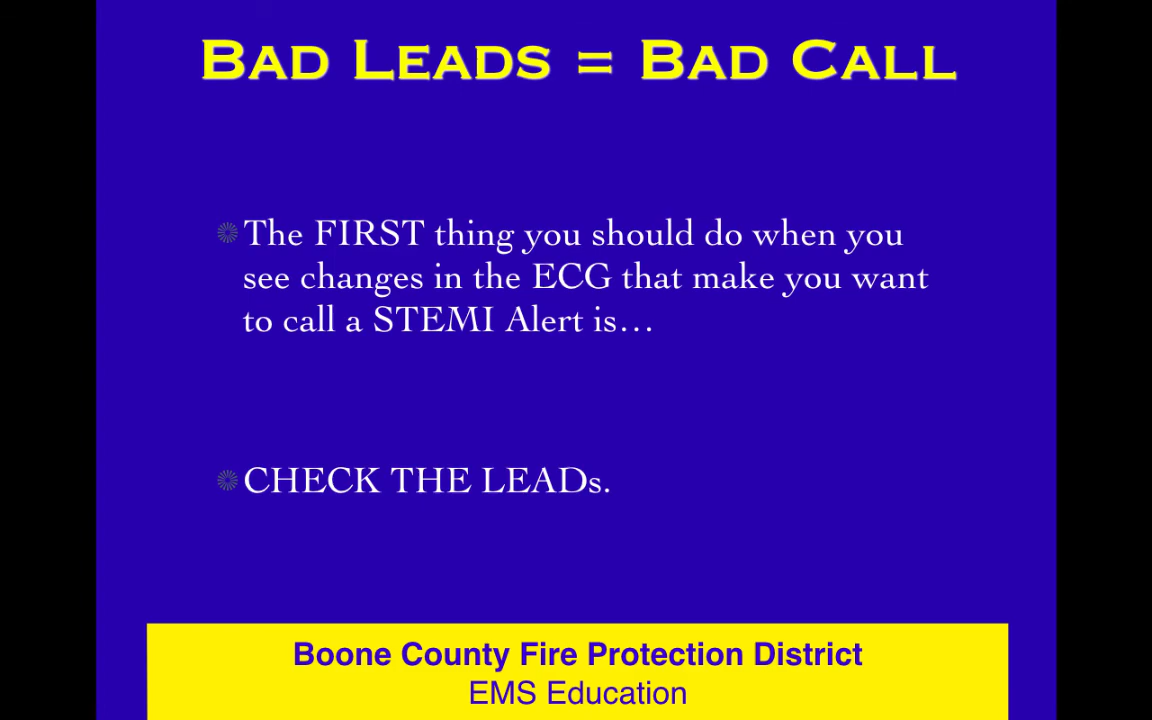 BAD LEADS = BAD CALL
The FIRST thing you should do when you
see changes in the ECG that make you want
to call a STEMI Alert is…
CHECK THE LEADs.
Boone County Fire Protection District
EMS Education